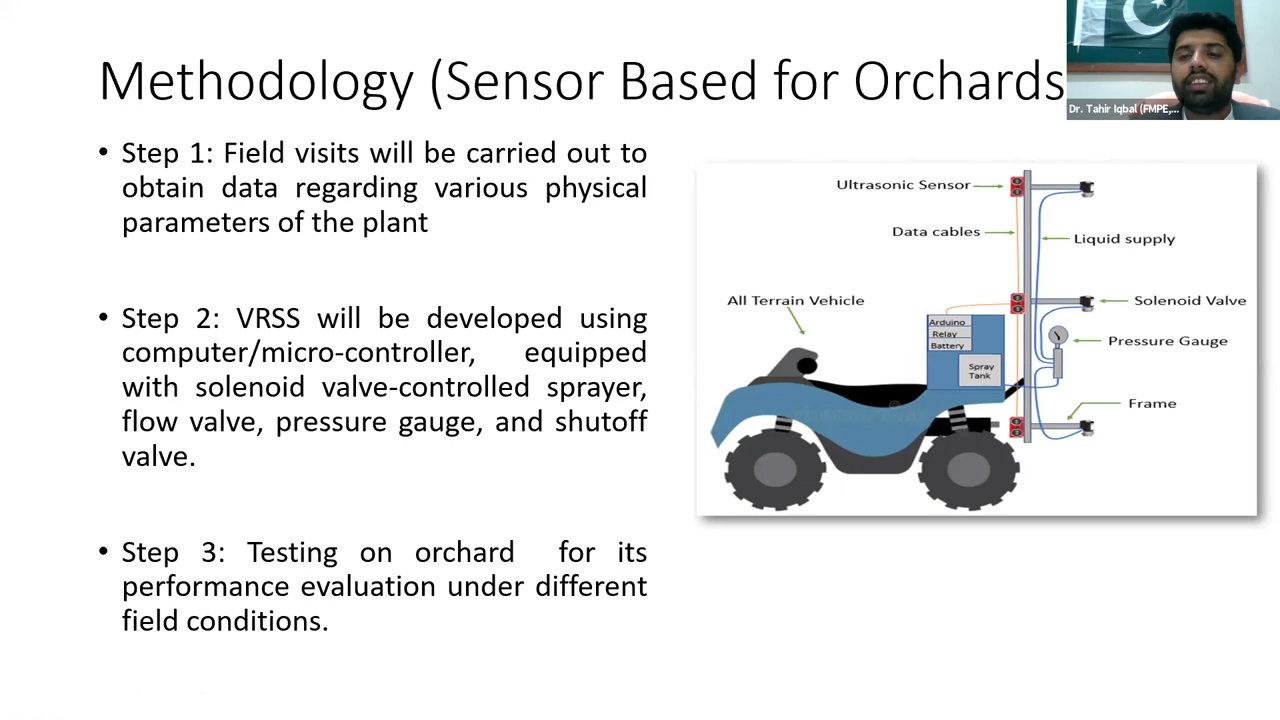 Methodology (Sensor Based for Orchards
Dr. Tahir Iqbal (FMPE,...
• Step 1: Field visits will be carried out to
obtain data regarding various physical
parameters of the plant
• Step 2: VRSS will be developed using
computer/micro-controller, equipped
with solenoid valve-controlled sprayer,
flow valve, pressure gauge, and shutoff
valve.
• Step 3: Testing on orchard for its
performance evaluation under different
field conditions.
Ultrasonic Sensor
Data cables
Liquid supply
All Terrain Vehicle
Solenoid Valve
Arduino
Relay
Battery
Pressure Gauge
Spray
Tank
Frame